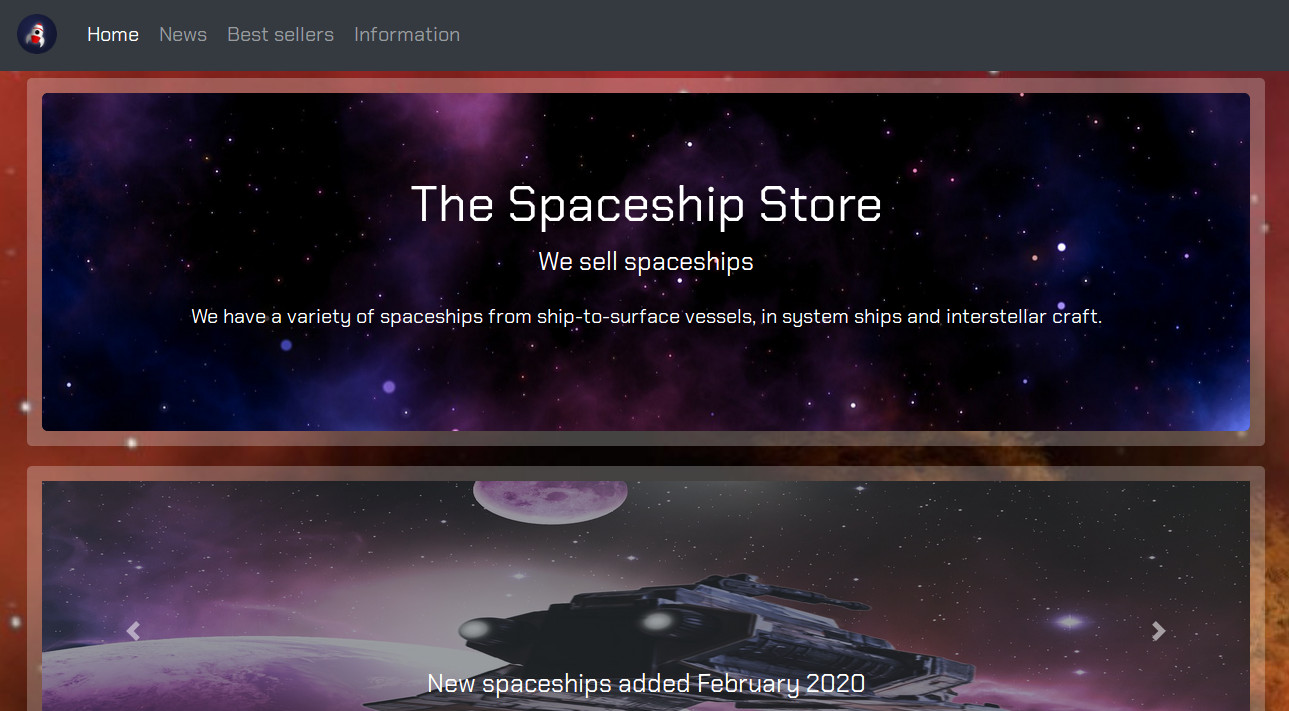 Home News Best sellers Information
The Spaceship Store
We sell spaceships
We have a variety of spaceships from ship-to-surface vessels, in system ships and interstellar craft.
New spaceships added February 2020